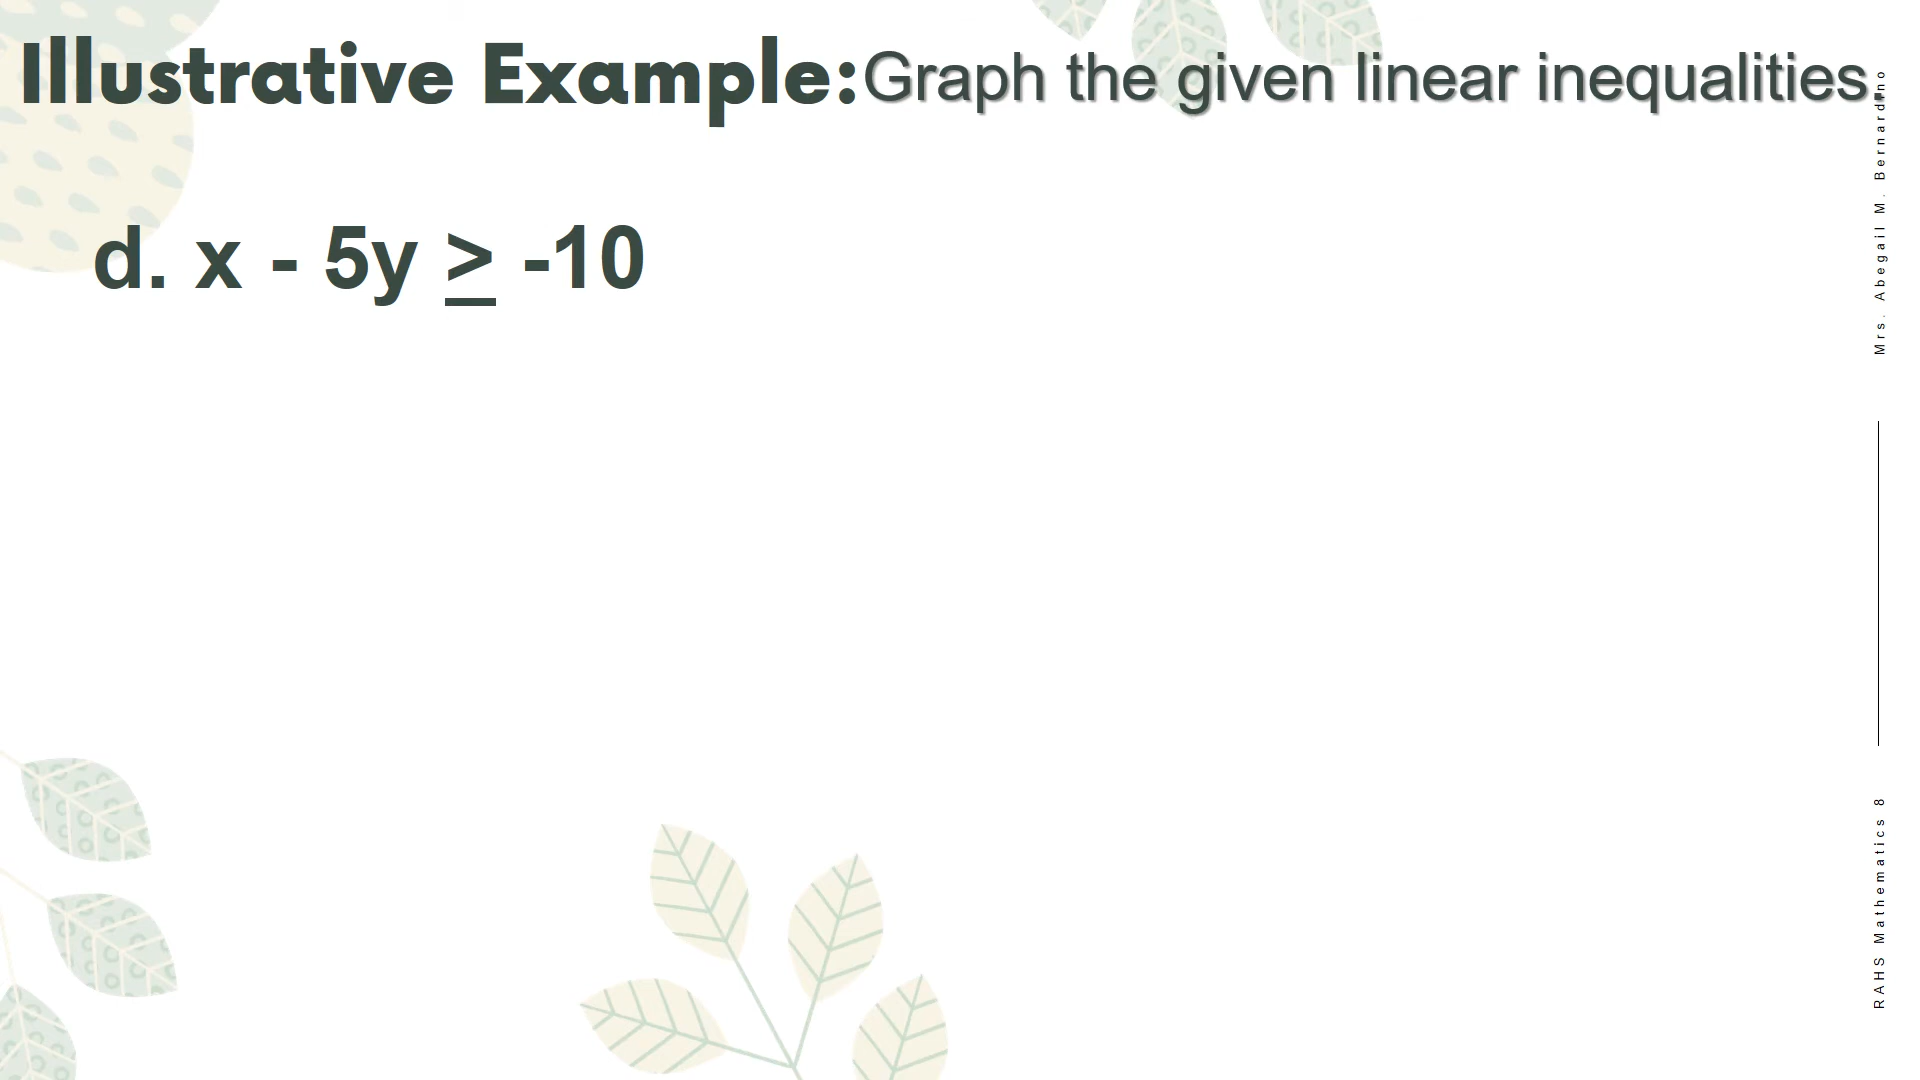 Illustrative Example:Graph the given linear inequalities.
d. x - 5y ≥ -10
Mrs. Abegail M. Bernardino
RAHS Mathematics 8